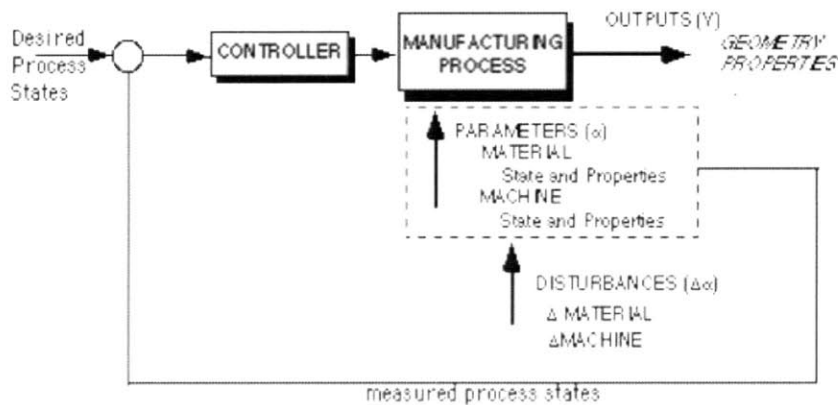 OUTPUTS (Y)
GEOMETRY
PROPERTIES
Desired
Process
States
CONTROLLER
MANUFACTURING
PROCESS
PARAMETERS (α)
MATERIAL
State and Properties
MACHINE
State and Properties
DISTURBANCES (Δα)
Δ MATERIAL
ΔMACHINE
measured process states